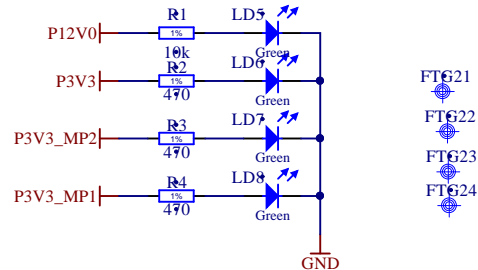 R1 LD5
P12V0 1%
10k Green
R2 LD6 FTG21
P3V3 1%
470 Green
FTG22
R3 LD7
P3V3_MP2 1%
470 Green FTG23
R4 LD8 FTG24
P3V3_MP1 1%
470 Green
GND